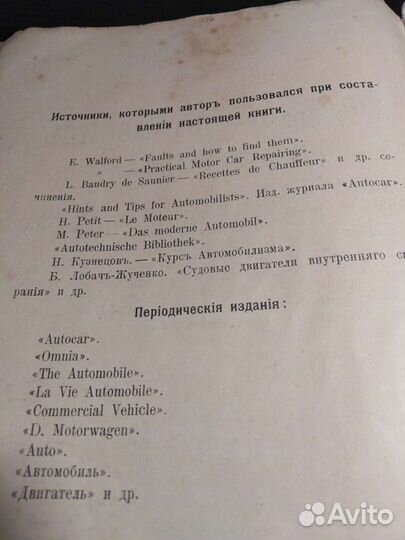 Источники, которыми авторъ пользовался при соста-
вленіи настоящей книги.
E. Walford — «Faults and how to find them».
» — «Practical Motor Car Repairing».
L. Baudry de Saunier — «Recettes de Chauffeur» и др. со-
чиненія.
«Hints and Tips for Automobilists». Изд. журнала «Autocar».
H. Petit — «Le Moteur».
M. Peter — «Das moderne Automobil».
«Autotechnische Bibliothek».
Н. Кузнецовъ. — «Курсъ Автомобилизма».
Б. Лобачъ-Жученко. «Судовые двигатели внутренняго с
ранія» и др.
Періодическія изданія:
«Autocar».
«Omnia».
«The Automobile».
«La Vie Automobile».
«Commercial Vehicle».
«D. Motorwagen».
«Auto».
«Автомобиль».
«Двигатель» и др.
Avito